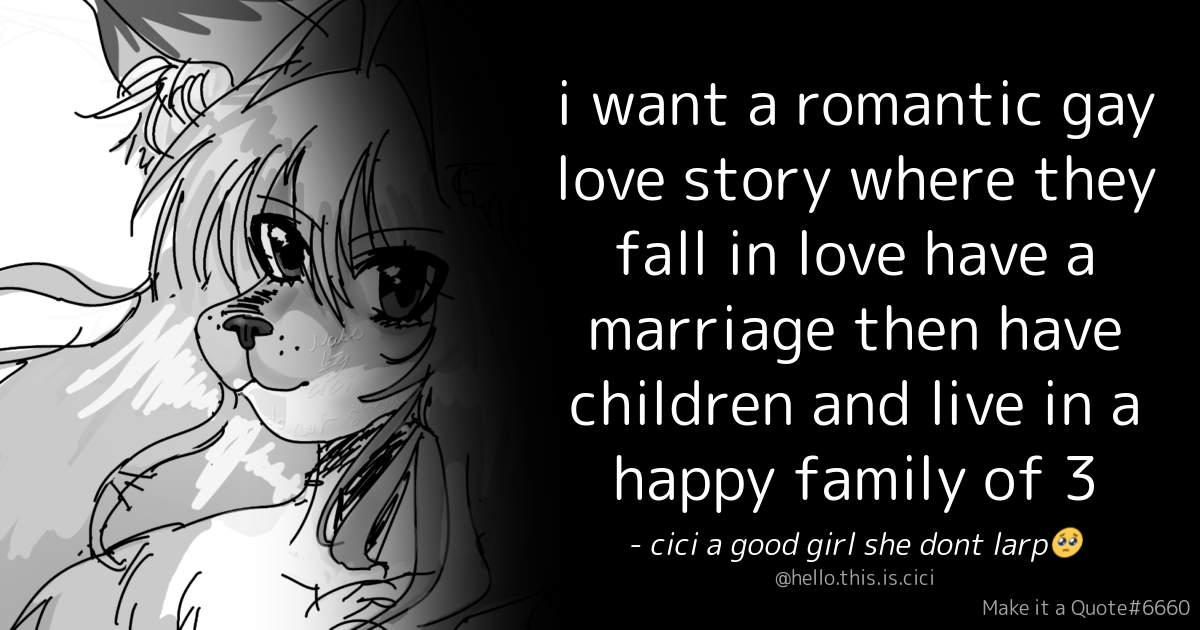 i want a romantic gay
love story where they
fall in love have a
marriage then have
children and live in a
happy family of 3
- cici a good girl she dont larp🥺
@hello.this.is.cici
Make it a Quote#6660